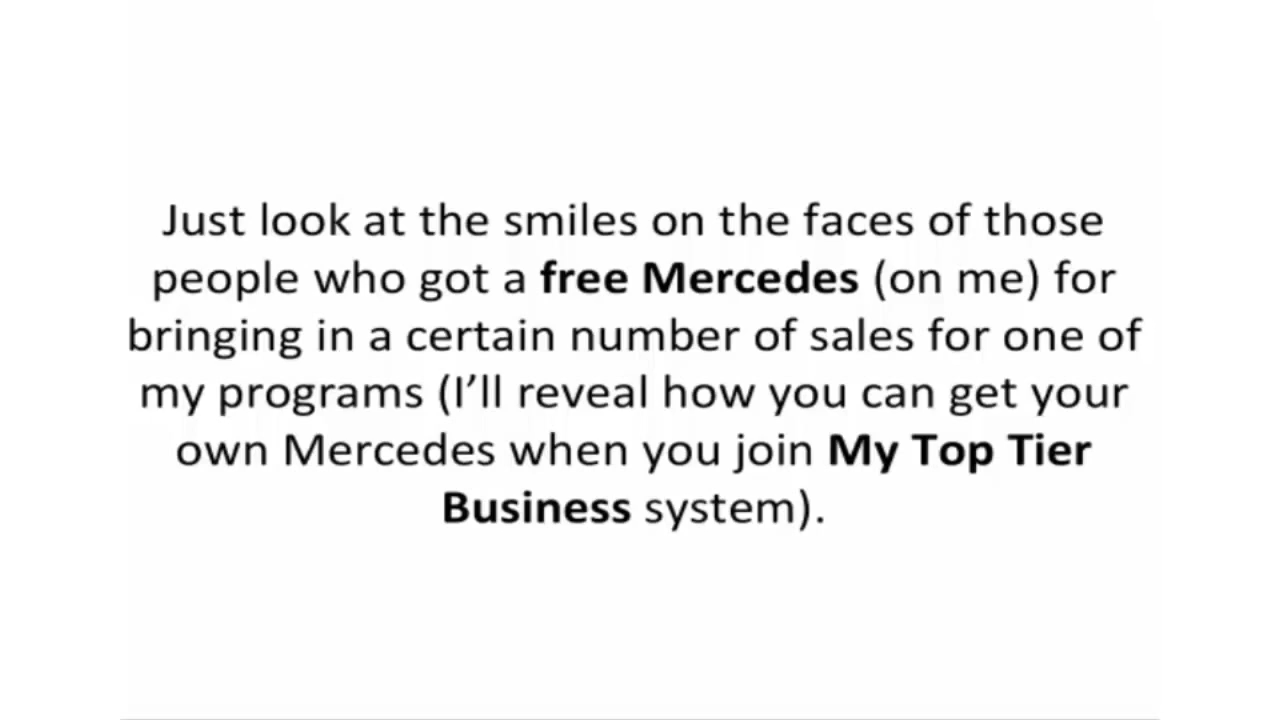 Just look at the smiles on the faces of those
people who got a free Mercedes (on me) for
bringing in a certain number of sales for one of
my programs (I’ll reveal how you can get your
own Mercedes when you join My Top Tier
Business system).